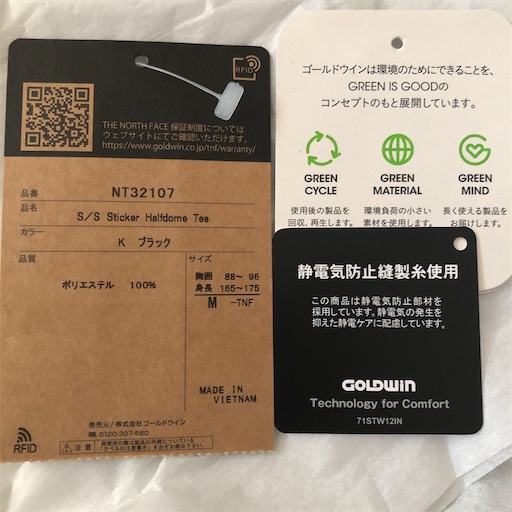 RFID
THE NORTH FACE 保証制度については
ウェブサイトにてご確認いただけます。
https://www.goldwin.co.jp/tnf/warranty/
品番 NT32107
品名 S/S Sticker Halfdome Tee
カラー K ブラック
品質
ポリエステル 100%
サイズ
胸囲 88~ 96
身長 165~175
M -TNF
MADE IN
VIETNAM
発売元/株式会社ゴールドウイン
0120-307-560
RFID
注意
ゴールドウインは環境のためにできることを、
GREEN IS GOODの
コンセプトのもと展開しています。
GREEN CYCLE
使用後の製品を
回収、再生します。
GREEN MATERIAL
環境負荷の小さい
素材を使用します。
GREEN MIND
長く使える製品を
お届けします。
静電気防止縫製糸使用
この商品は静電気防止部材を
採用しています。静電気の発生を
抑えた静電ケアに配慮しています。
GOLDWIN
Technology for Comfort
71STW12IN